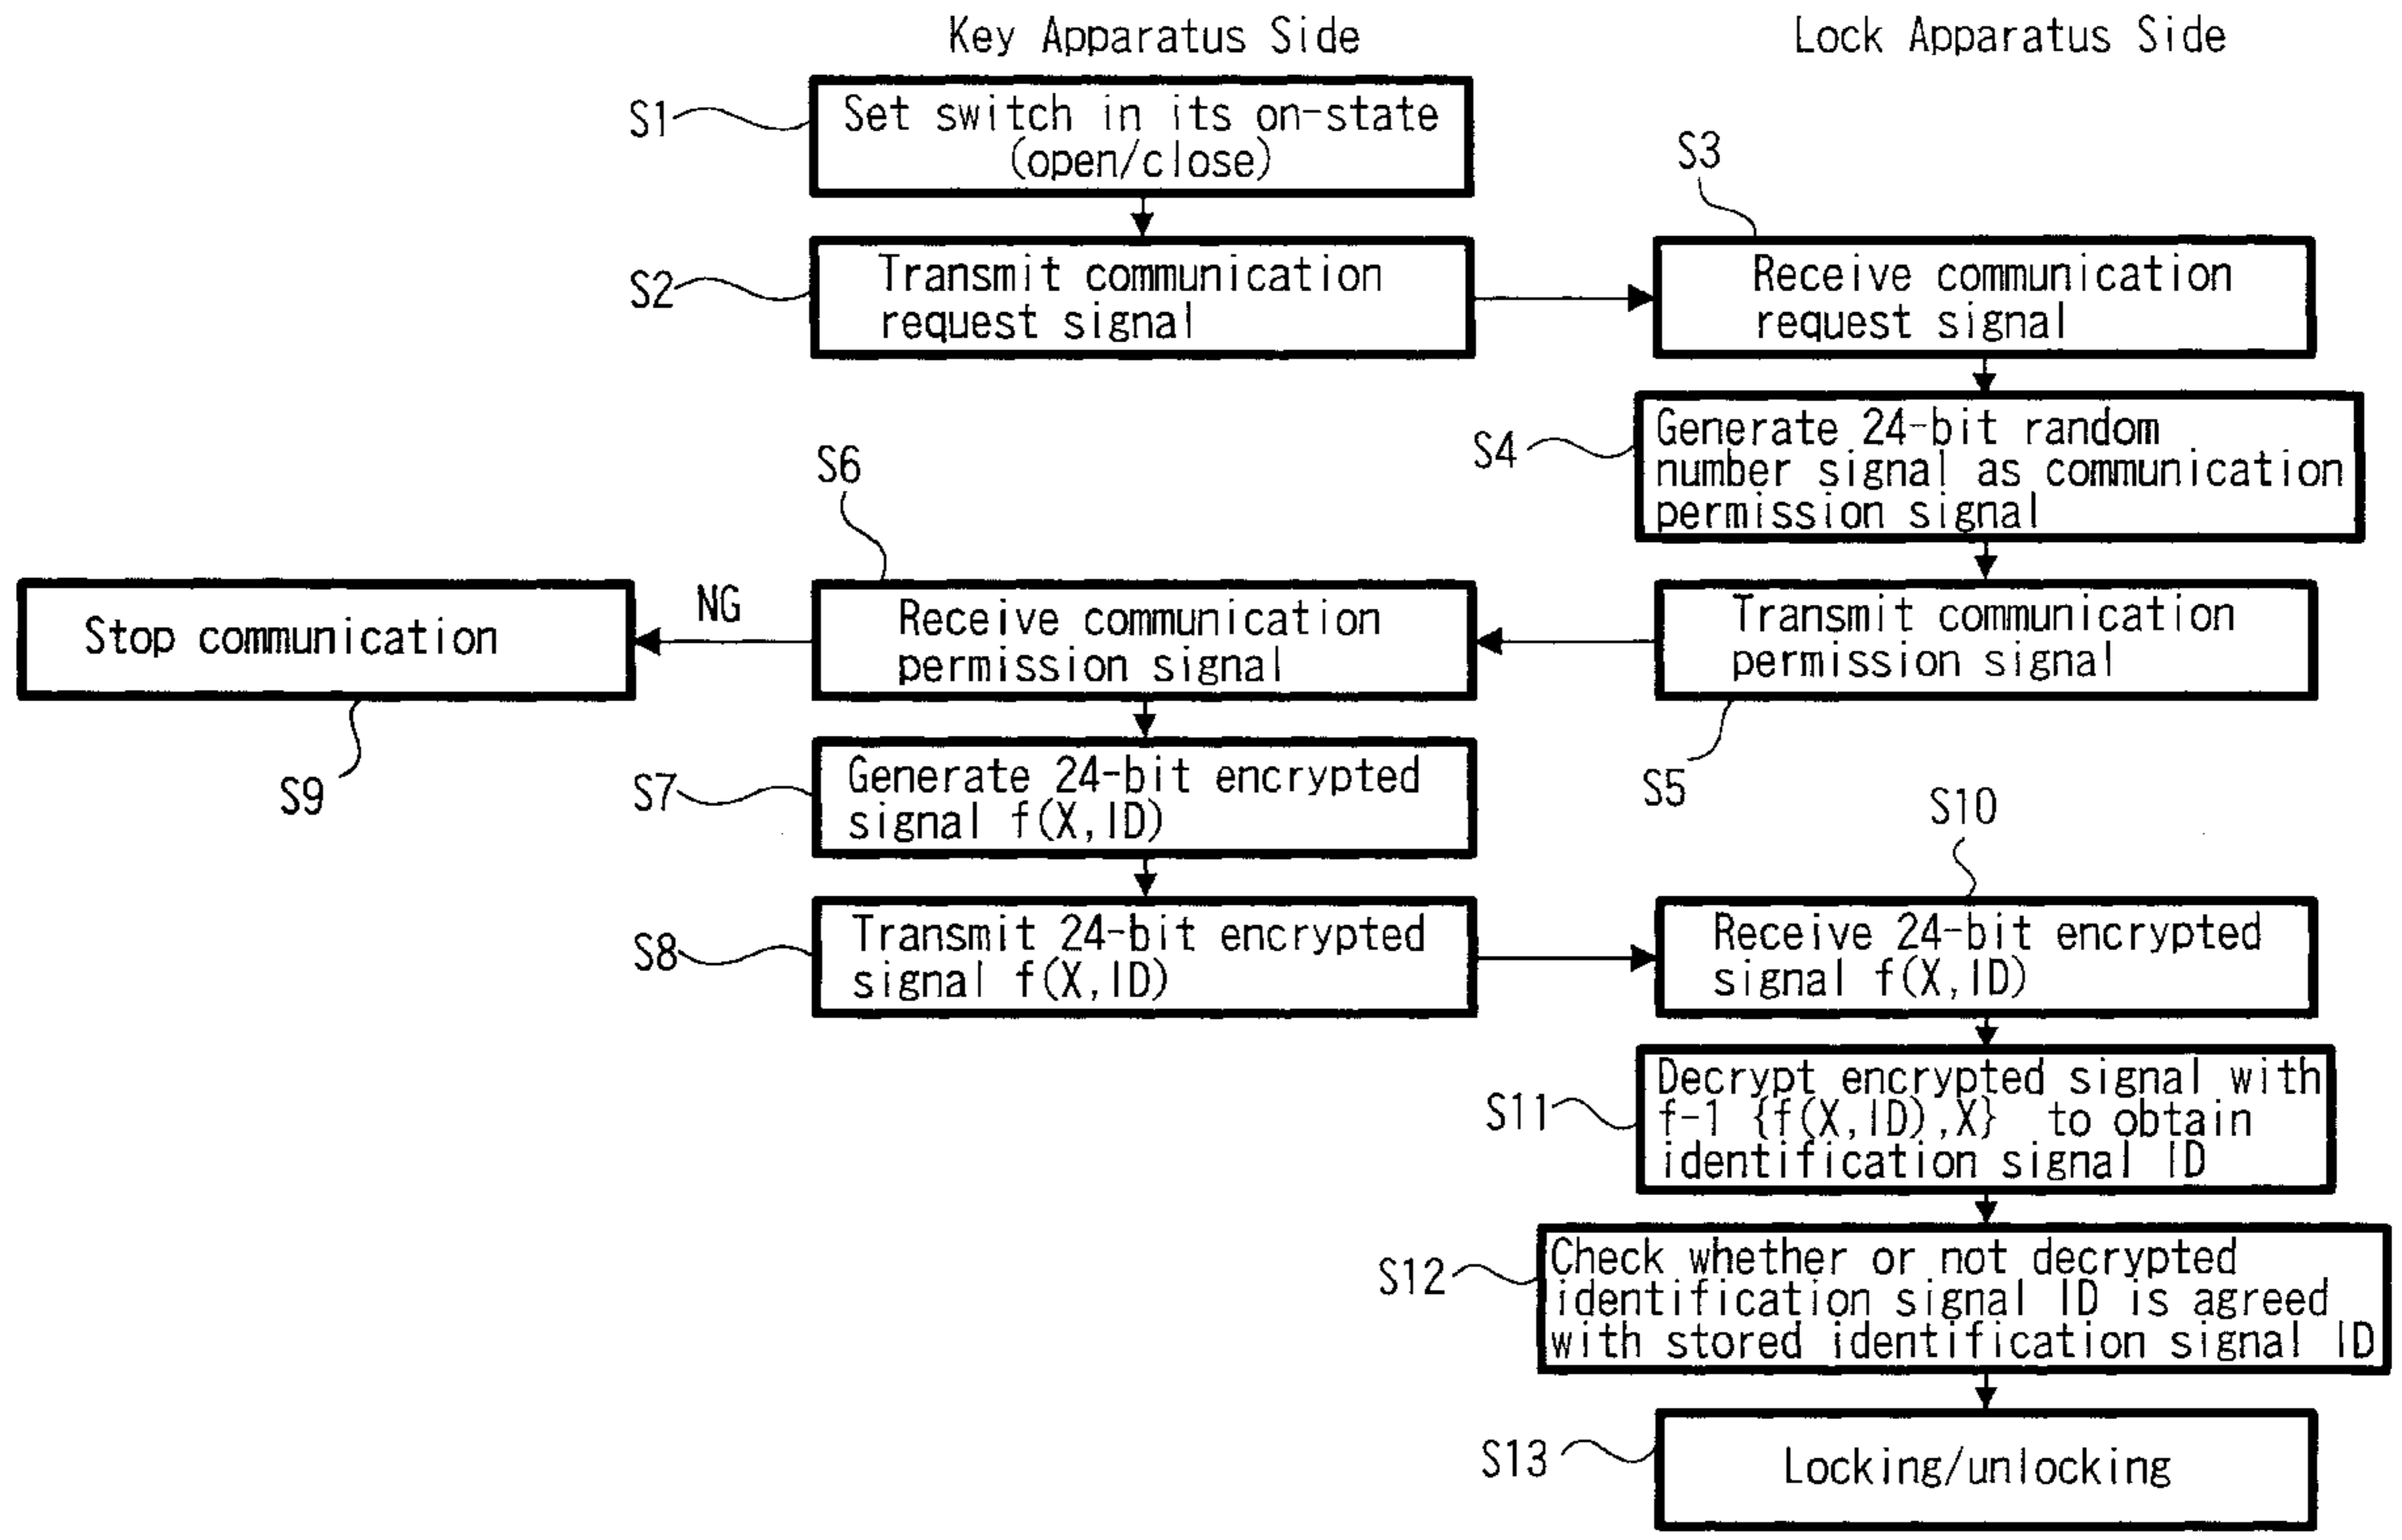 Key Apparatus Side
Lock Apparatus Side
S1
Set switch in its on-state
(open/close)
S2
Transmit communication
request signal
S3
Receive communication
request signal
S4
Generate 24-bit random
number signal as communication
permission signal
S5
Transmit communication
permission signal
S6
Receive communication
permission signal
NG
Stop communication
S9
S7
Generate 24-bit encrypted
signal f(X,ID)
S8
Transmit 24-bit encrypted
signal f(X,ID)
S10
Receive 24-bit encrypted
signal f(X,ID)
S11
Decrypt encrypted signal with
f-1 {f(X,ID),X} to obtain
identification signal ID
S12
Check whether or not decrypted
identification signal ID is agreed
with stored identification signal ID
S13
Locking/unlocking